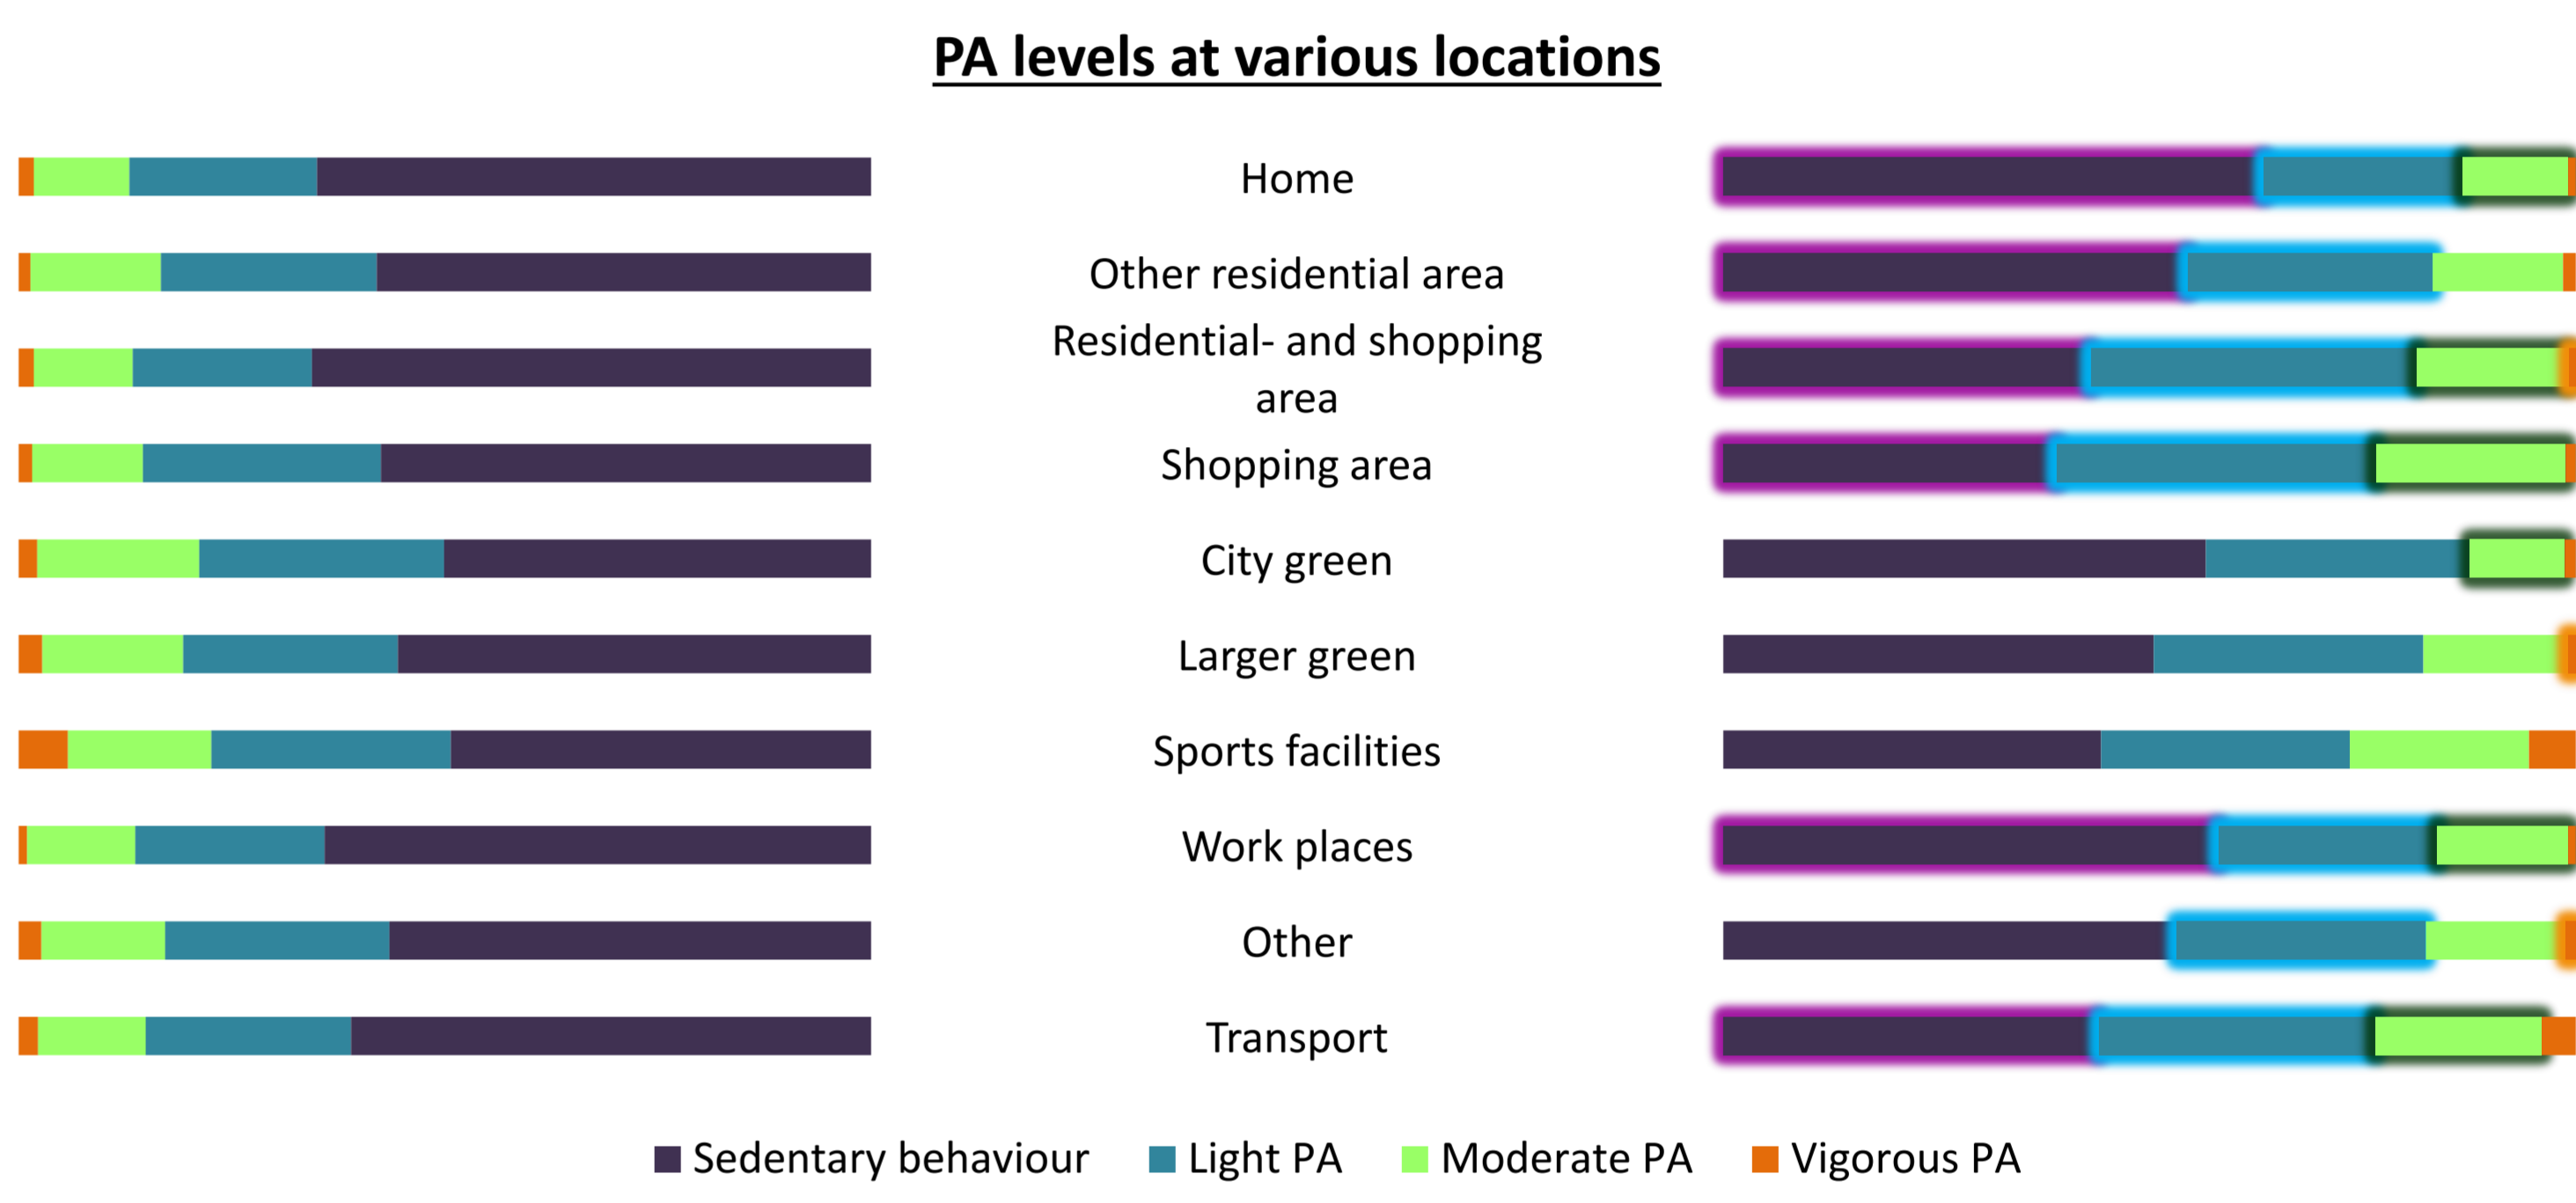 PA levels at various locations
Home
Other residential area
Residential- and shopping
area
Shopping area
City green
Larger green
Sports facilities
Work places
Other
Transport
Sedentary behaviour Light PA Moderate PA Vigorous PA